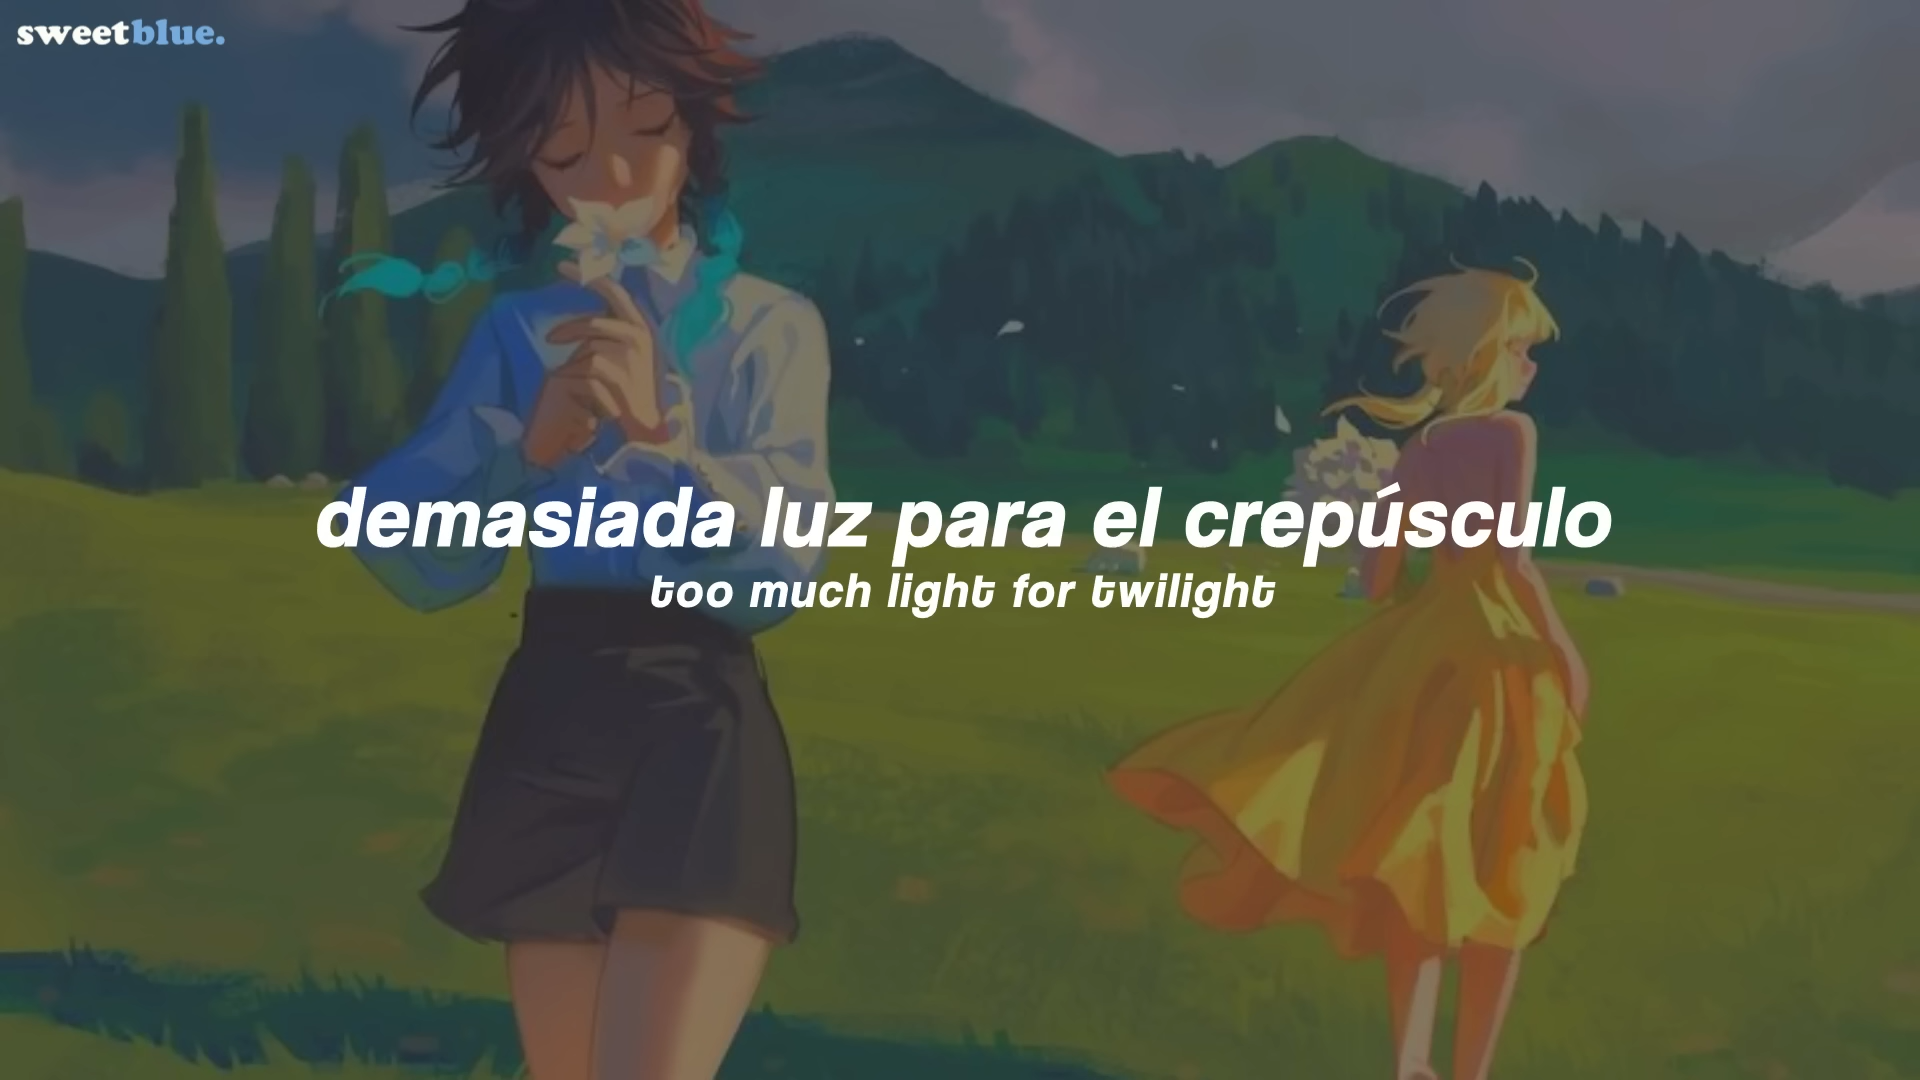 sweetblue.
demasiada luz para el crepúsculo
too much light for twilight